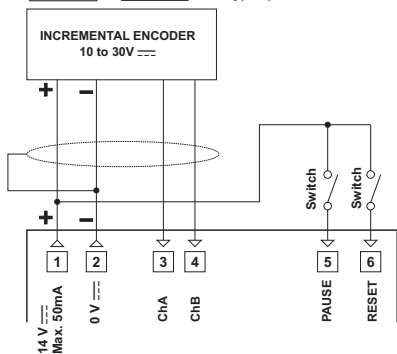 INCREMENTAL ENCODER
10 to 30V ⎓
+ –
Switch
Switch
+ –
1
2
3
4
5
6
14 V ⎓
Max. 50mA
0 V ⎓
ChA
ChB
PAUSE
RESET